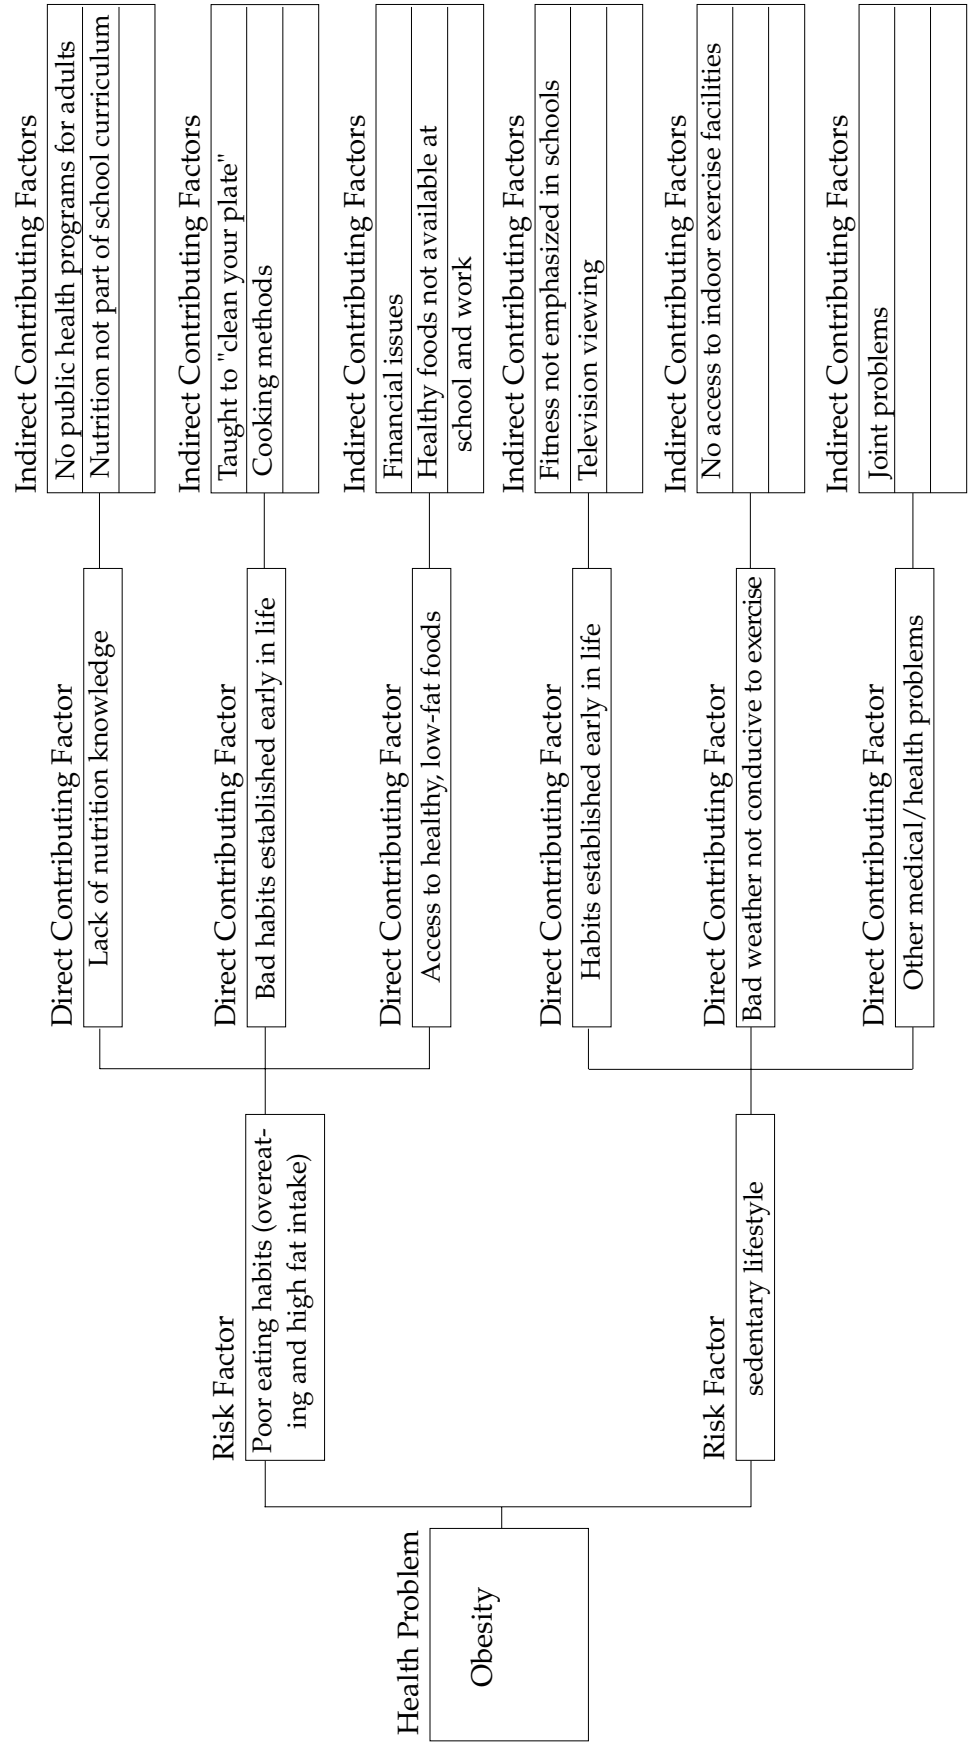 Health Problem
Obesity
Risk Factor
Poor eating habits (overeat-
ing and high fat intake)
Direct Contributing Factor
Lack of nutrition knowledge
Indirect Contributing Factors
No public health programs for adults
Nutrition not part of school curriculum
Direct Contributing Factor
Bad habits established early in life
Indirect Contributing Factors
Taught to "clean your plate"
Cooking methods
Direct Contributing Factor
Access to healthy, low-fat foods
Indirect Contributing Factors
Financial issues
Healthy foods not available at
school and work
Risk Factor
sedentary lifestyle
Direct Contributing Factor
Habits established early in life
Indirect Contributing Factors
Fitness not emphasized in schools
Television viewing
Direct Contributing Factor
Bad weather not conducive to exercise
Indirect Contributing Factors
No access to indoor exercise facilities
Direct Contributing Factor
Other medical/health problems
Indirect Contributing Factors
Joint problems